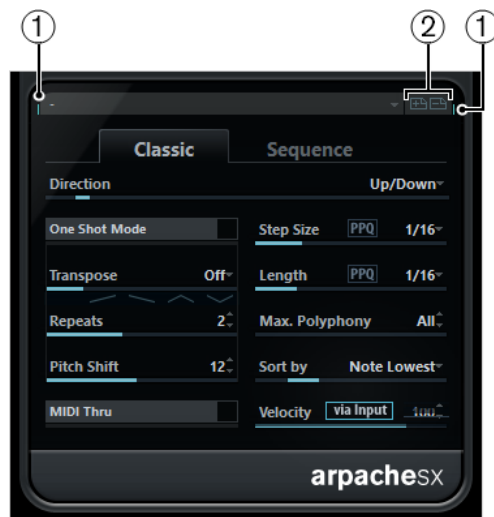 1 2 1
-
Classic Sequence
Direction Up/Down
One Shot Mode Step Size PPQ 1/16
Transpose Off Length PPQ 1/16
Repeats 2 Max. Polyphony All
Pitch Shift 12 Sort by Note Lowest
MIDI Thru Velocity via Input 100
arpacheSX